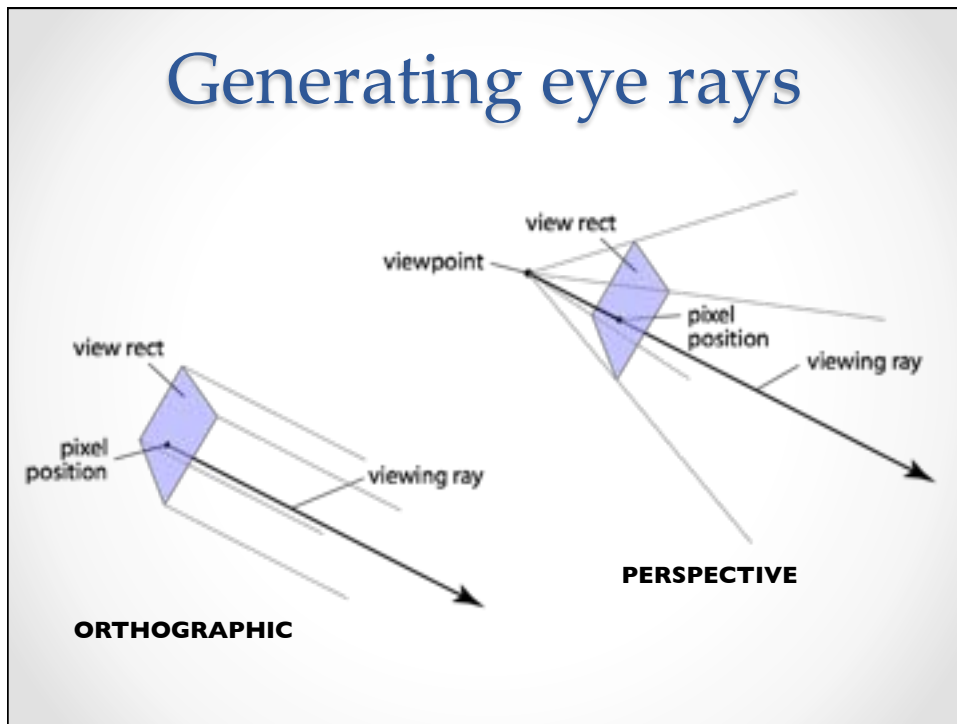 Generating eye rays
view rect
viewpoint
pixel
position
viewing ray
PERSPECTIVE
view rect
pixel
position
viewing ray
ORTHOGRAPHIC